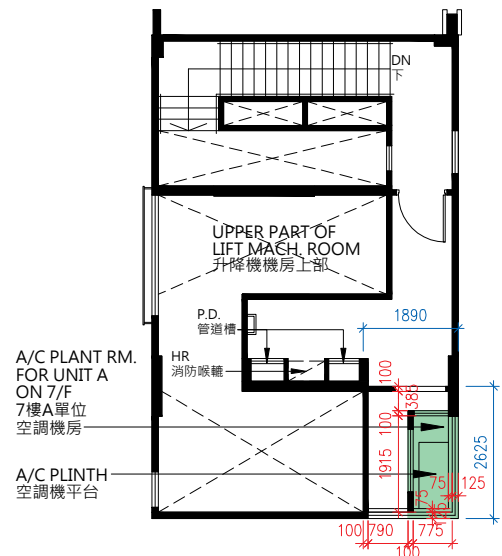 DN
下
UPPER PART OF
LIFT MACH. ROOM
升降機機房上部
P.D.
管道槽
1890
HR
消防喉轆
A/C PLANT RM.
FOR UNIT A
ON 7/F
7樓A單位
空調機房
100
385
100
1915
2625
75
125
75
A/C PLINTH
空調機平台
100
790
775
100